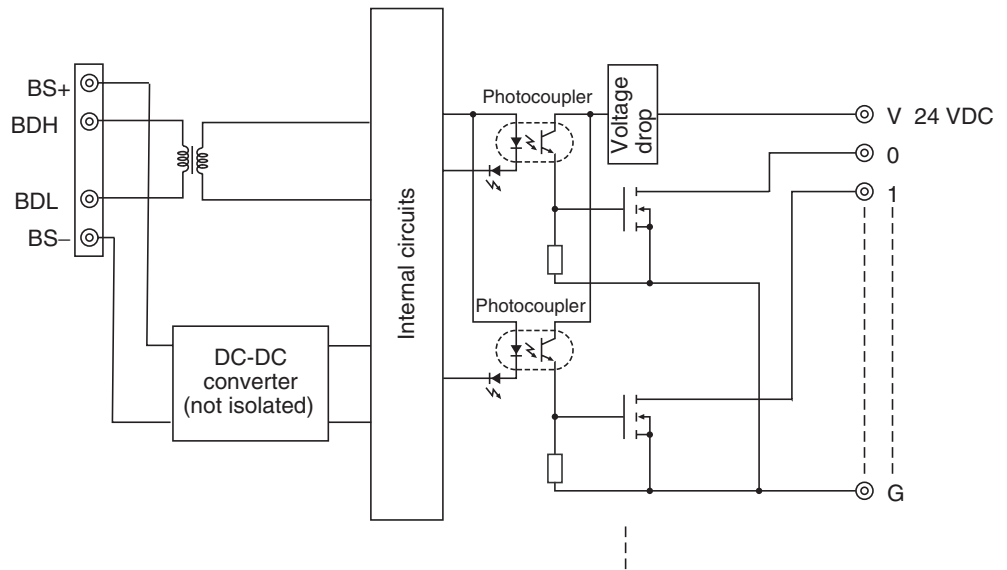 BS+
BDH
BDL
BS−
DC-DC
converter
(not isolated)
Internal circuits
Photocoupler
Photocoupler
Voltage
drop
V 24 VDC
0
1
G